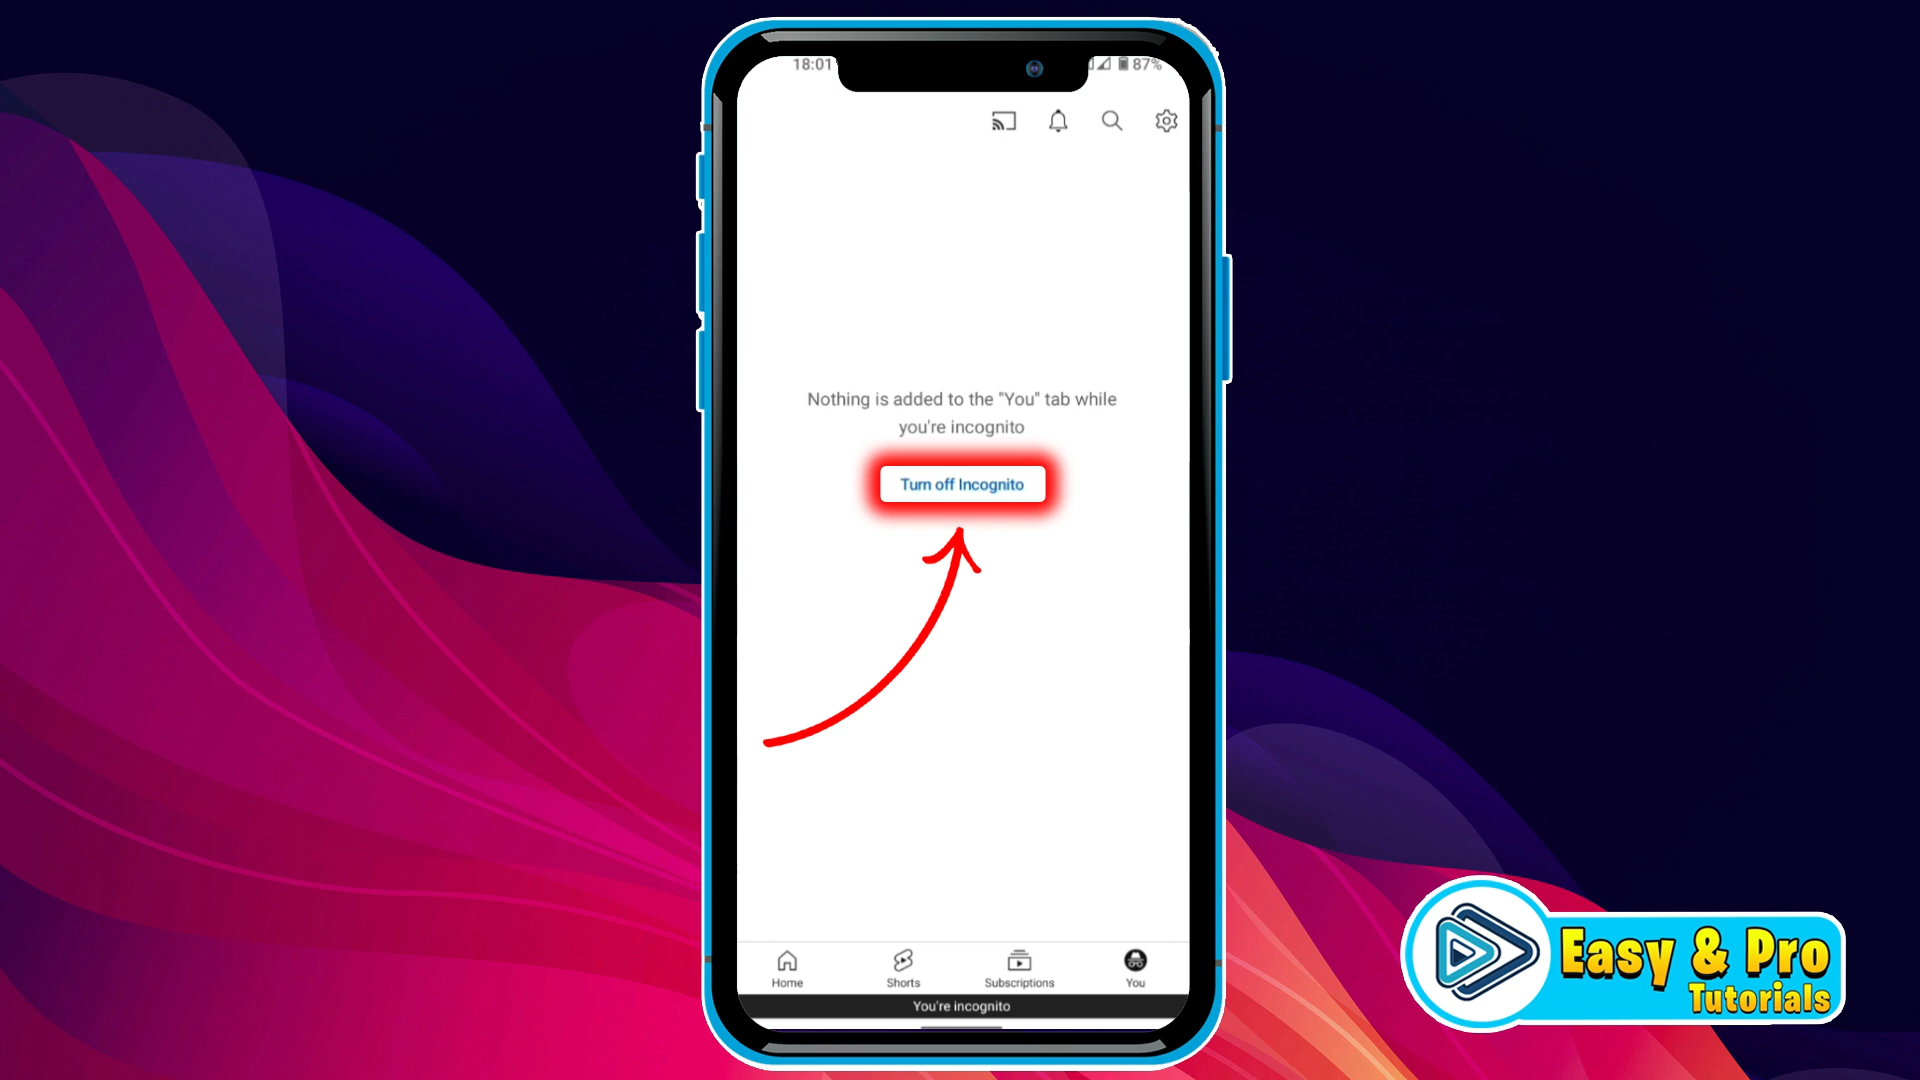 18:01
87%
Nothing is added to the "You" tab while
you're incognito
Turn off Incognito
Home
Shorts
Subscriptions
You
You're incognito
Easy & Pro
Tutorials